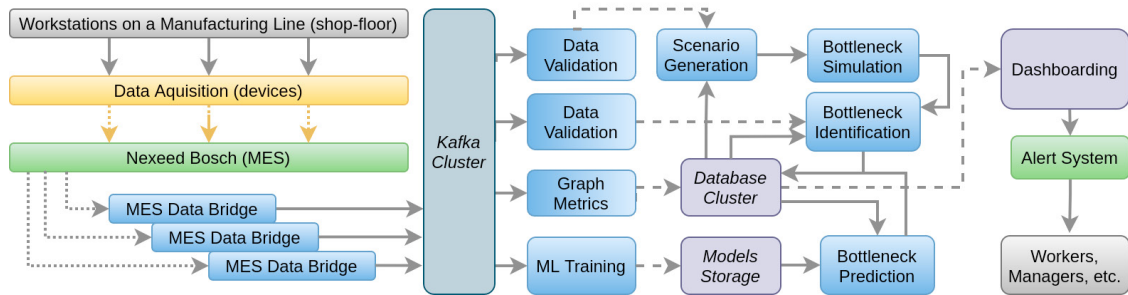 Workstations on a Manufacturing Line (shop-floor)
Data Aquisition (devices)
Nexeed Bosch (MES)
MES Data Bridge
MES Data Bridge
MES Data Bridge
Kafka
Cluster
Data
Validation
Data
Validation
Graph
Metrics
ML Training
Scenario
Generation
Database
Cluster
Models
Storage
Bottleneck
Simulation
Bottleneck
Identification
Bottleneck
Prediction
Dashboarding
Alert System
Workers,
Managers, etc.